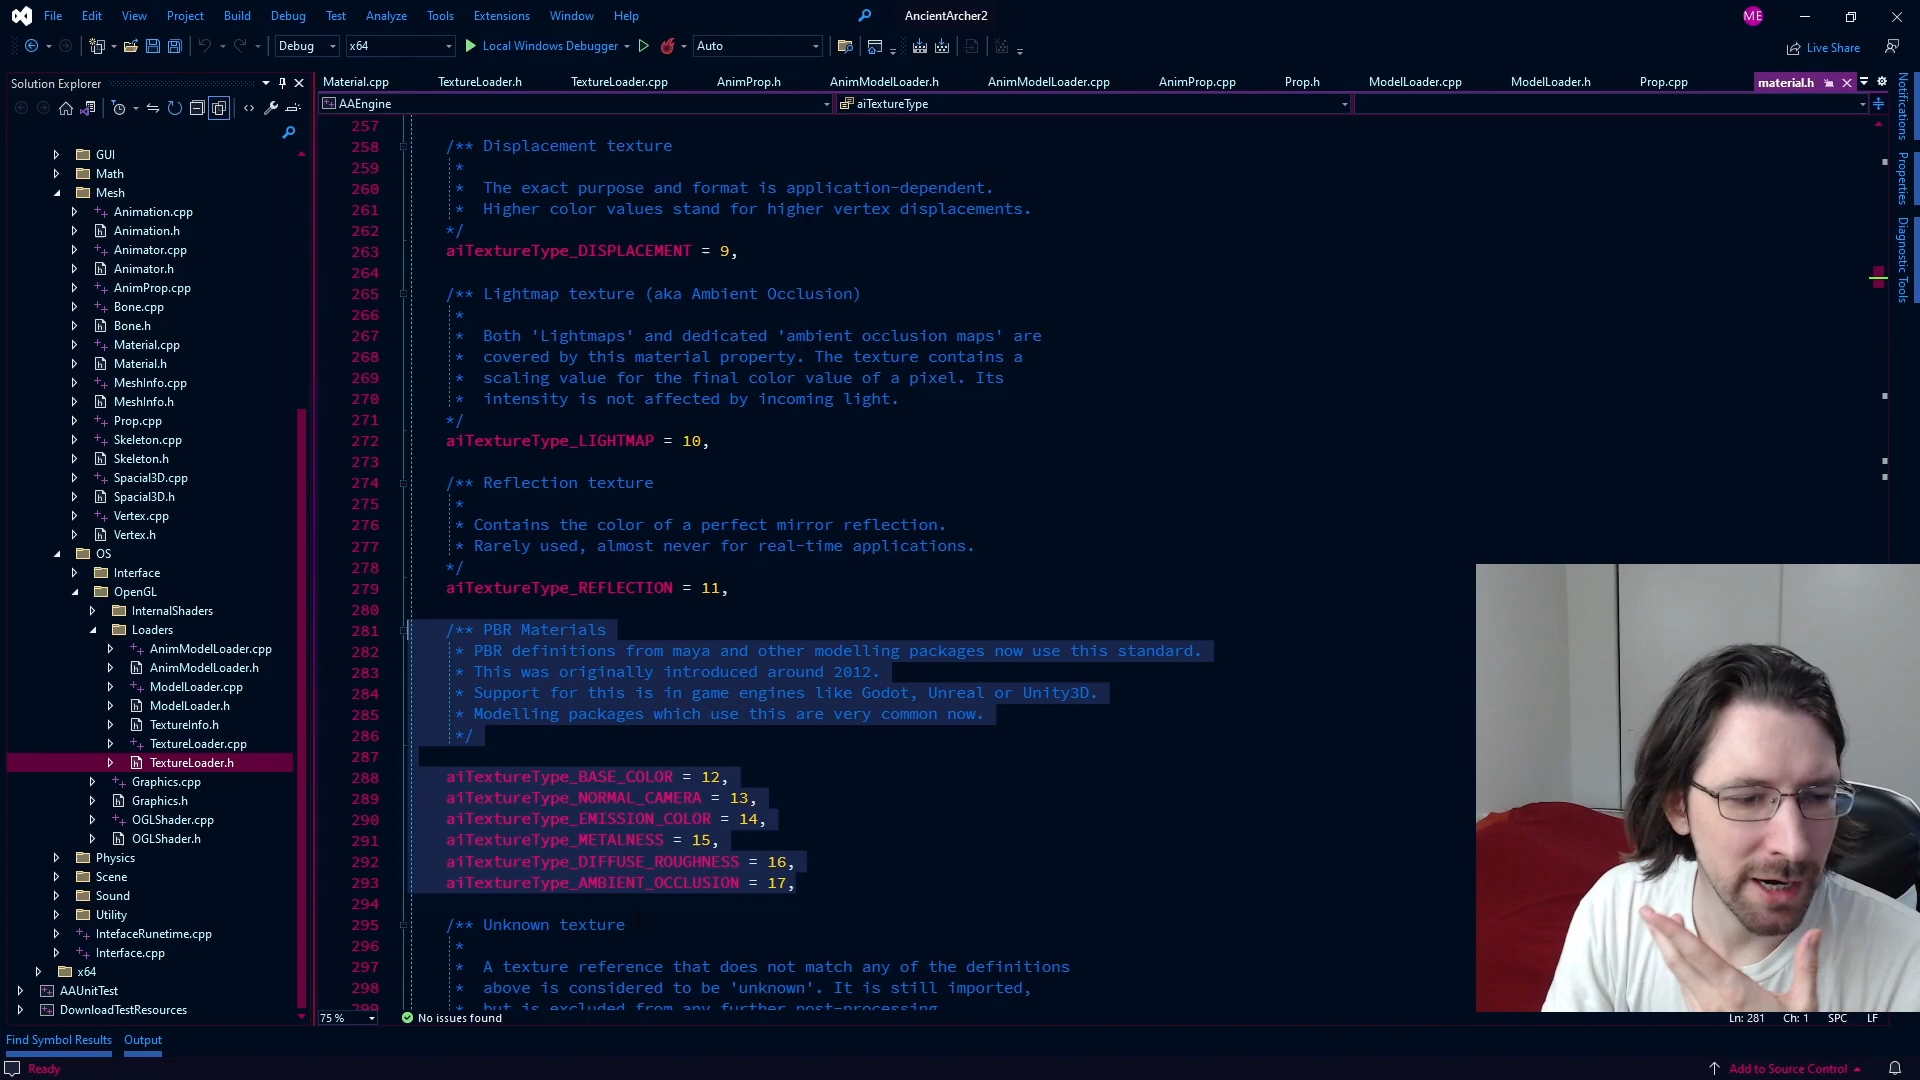 File Edit View Project Build Debug Test Analyze Tools Extensions Window Help AncientArcher2 ME
Debug x64 Local Windows Debugger Auto Live Share
Solution Explorer
Material.cpp TextureLoader.h TextureLoader.cpp AnimProp.h AnimModelLoader.h AnimModelLoader.cpp AnimProp.cpp Prop.h ModelLoader.cpp ModelLoader.h Prop.cpp material.h
AAEngine aiTextureType
GUI
Math
Mesh
Animation.cpp
Animation.h
Animator.cpp
Animator.h
AnimProp.cpp
Bone.cpp
Bone.h
Material.cpp
Material.h
MeshInfo.cpp
MeshInfo.h
Prop.cpp
Skeleton.cpp
Skeleton.h
Spacial3D.cpp
Spacial3D.h
Vertex.cpp
Vertex.h
OS
Interface
OpenGL
InternalShaders
Loaders
AnimModelLoader.cpp
AnimModelLoader.h
ModelLoader.cpp
ModelLoader.h
TextureInfo.h
TextureLoader.cpp
TextureLoader.h
Graphics.cpp
Graphics.h
OGLShader.cpp
OGLShader.h
Physics
Scene
Sound
Utility
IntefaceRunetime.cpp
Interface.cpp
x64
AAUnitTest
DownloadTestResources
257
258 /** Displacement texture
259 *
260 * The exact purpose and format is application-dependent.
261 * Higher color values stand for higher vertex displacements.
262 */
263 aiTextureType_DISPLACEMENT = 9,
264
265 /** Lightmap texture (aka Ambient Occlusion)
266 *
267 * Both 'Lightmaps' and dedicated 'ambient occlusion maps' are
268 * covered by this material property. The texture contains a
269 * scaling value for the final color value of a pixel. Its
270 * intensity is not affected by incoming light.
271 */
272 aiTextureType_LIGHTMAP = 10,
273
274 /** Reflection texture
275 *
276 * Contains the color of a perfect mirror reflection.
277 * Rarely used, almost never for real-time applications.
278 */
279 aiTextureType_REFLECTION = 11,
280
281 /** PBR Materials
282 * PBR definitions from maya and other modelling packages now use this standard.
283 * This was originally introduced around 2012.
284 * Support for this is in game engines like Godot, Unreal or Unity3D.
285 * Modelling packages which use this are very common now.
286 */
287
288 aiTextureType_BASE_COLOR = 12,
289 aiTextureType_NORMAL_CAMERA = 13,
290 aiTextureType_EMISSION_COLOR = 14,
291 aiTextureType_METALNESS = 15,
292 aiTextureType_DIFFUSE_ROUGHNESS = 16,
293 aiTextureType_AMBIENT_OCCLUSION = 17,
294
295 /** Unknown texture
296 *
297 * A texture reference that does not match any of the definitions
298 * above is considered to be 'unknown'. It is still imported,
299 * but is excluded from any further post-processing
Notifications
Properties
Diagnostic Tools
75 % No issues found Ln: 281 Ch: 1 SPC LF
Find Symbol Results Output
Ready Add to Source Control